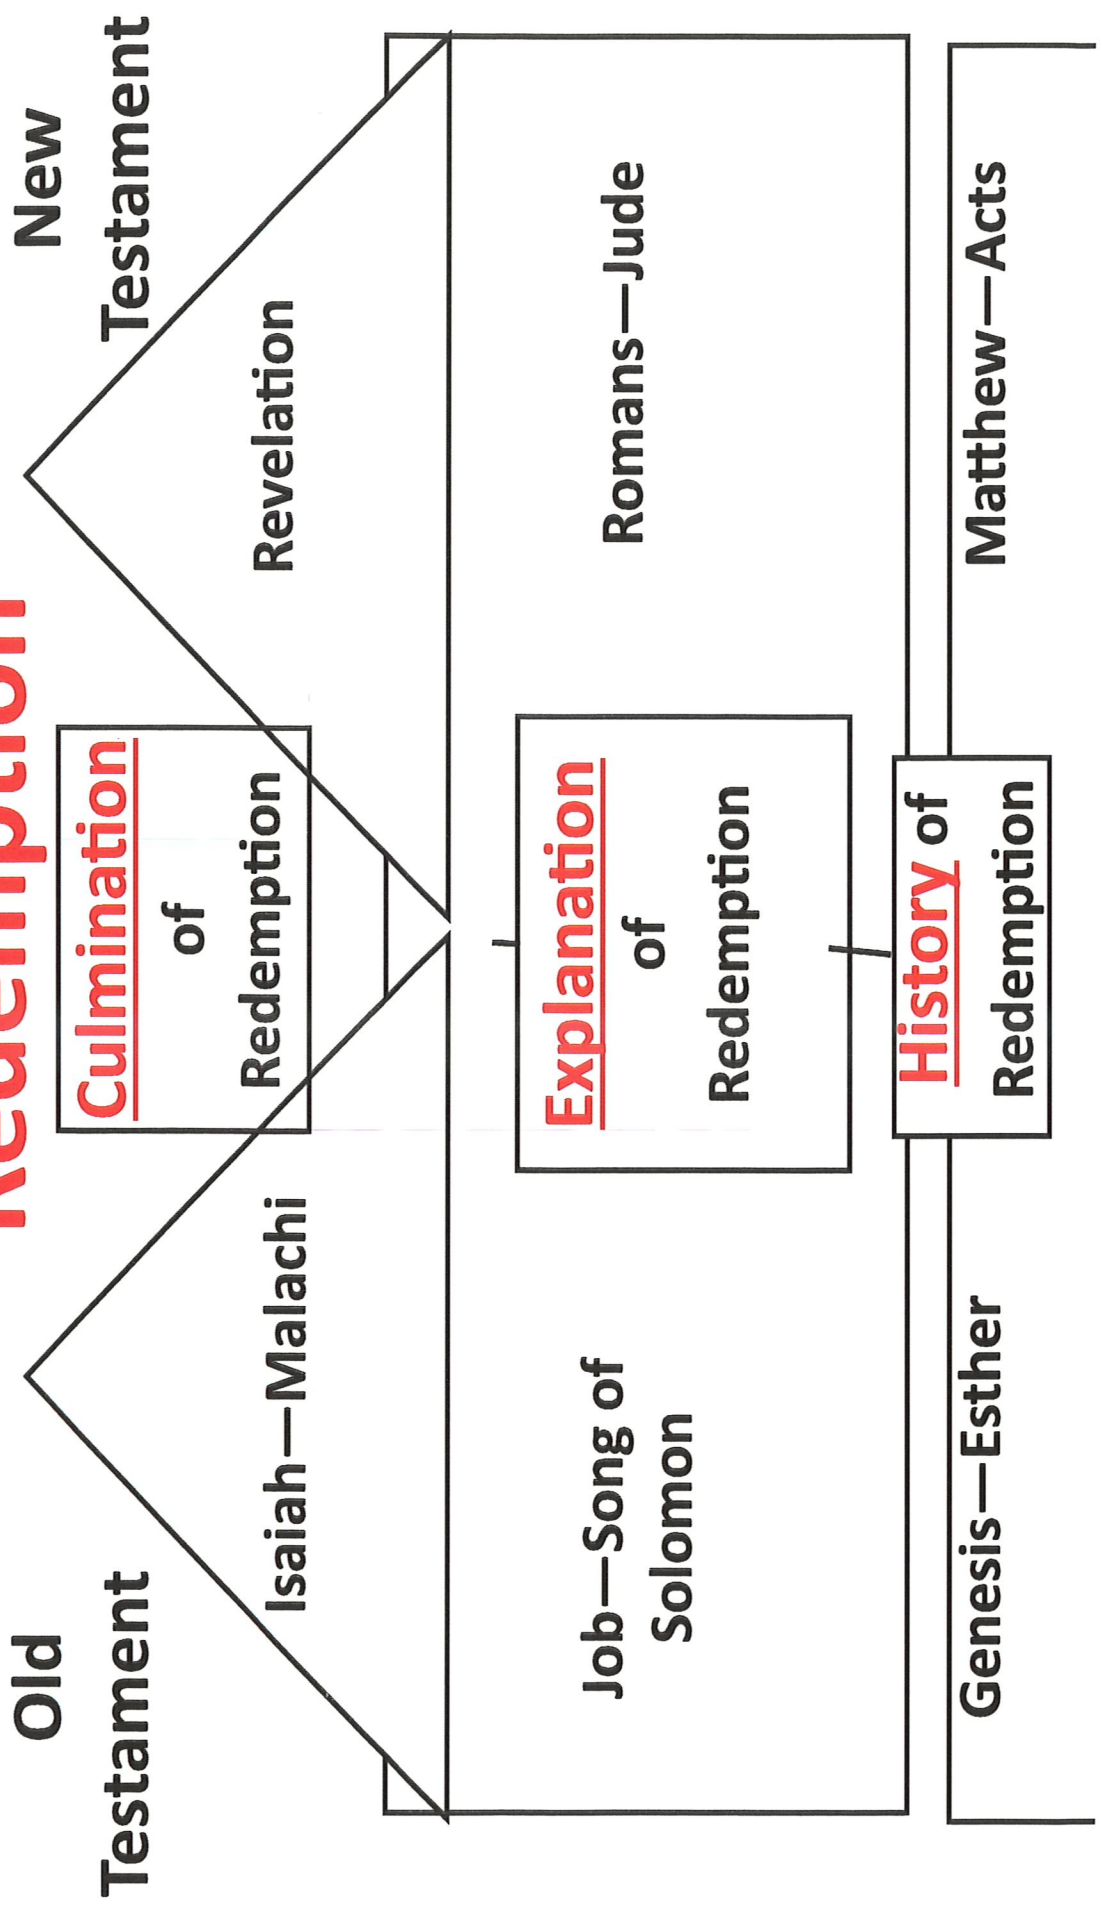 Redemption
Old
Testament
New
Testament
Culmination
of
Redemption
Isaiah—Malachi
Revelation
Explanation
of
Redemption
Job—Song of
Solomon
Romans—Jude
History of
Redemption
Genesis—Esther
Matthew—Acts